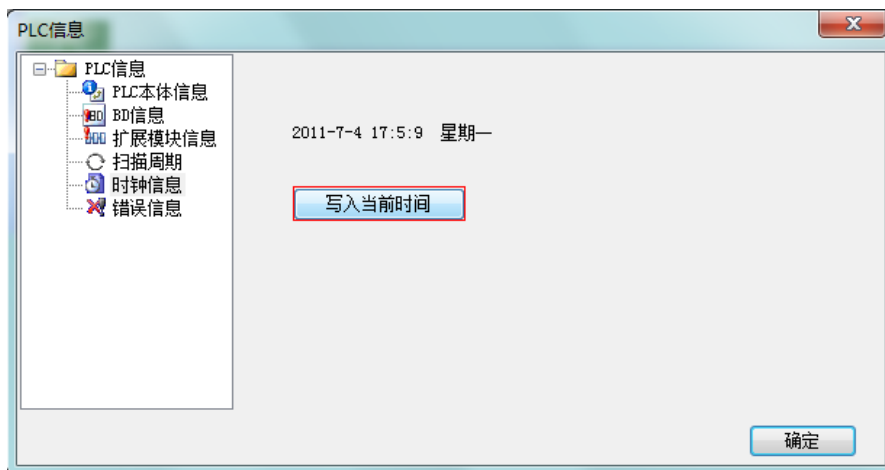 PLC信息
PLC信息
PLC本体信息
BD信息
扩展模块信息
扫描周期
时钟信息
错误信息
2011-7-4 17:5:9 星期一
写入当前时间
确定